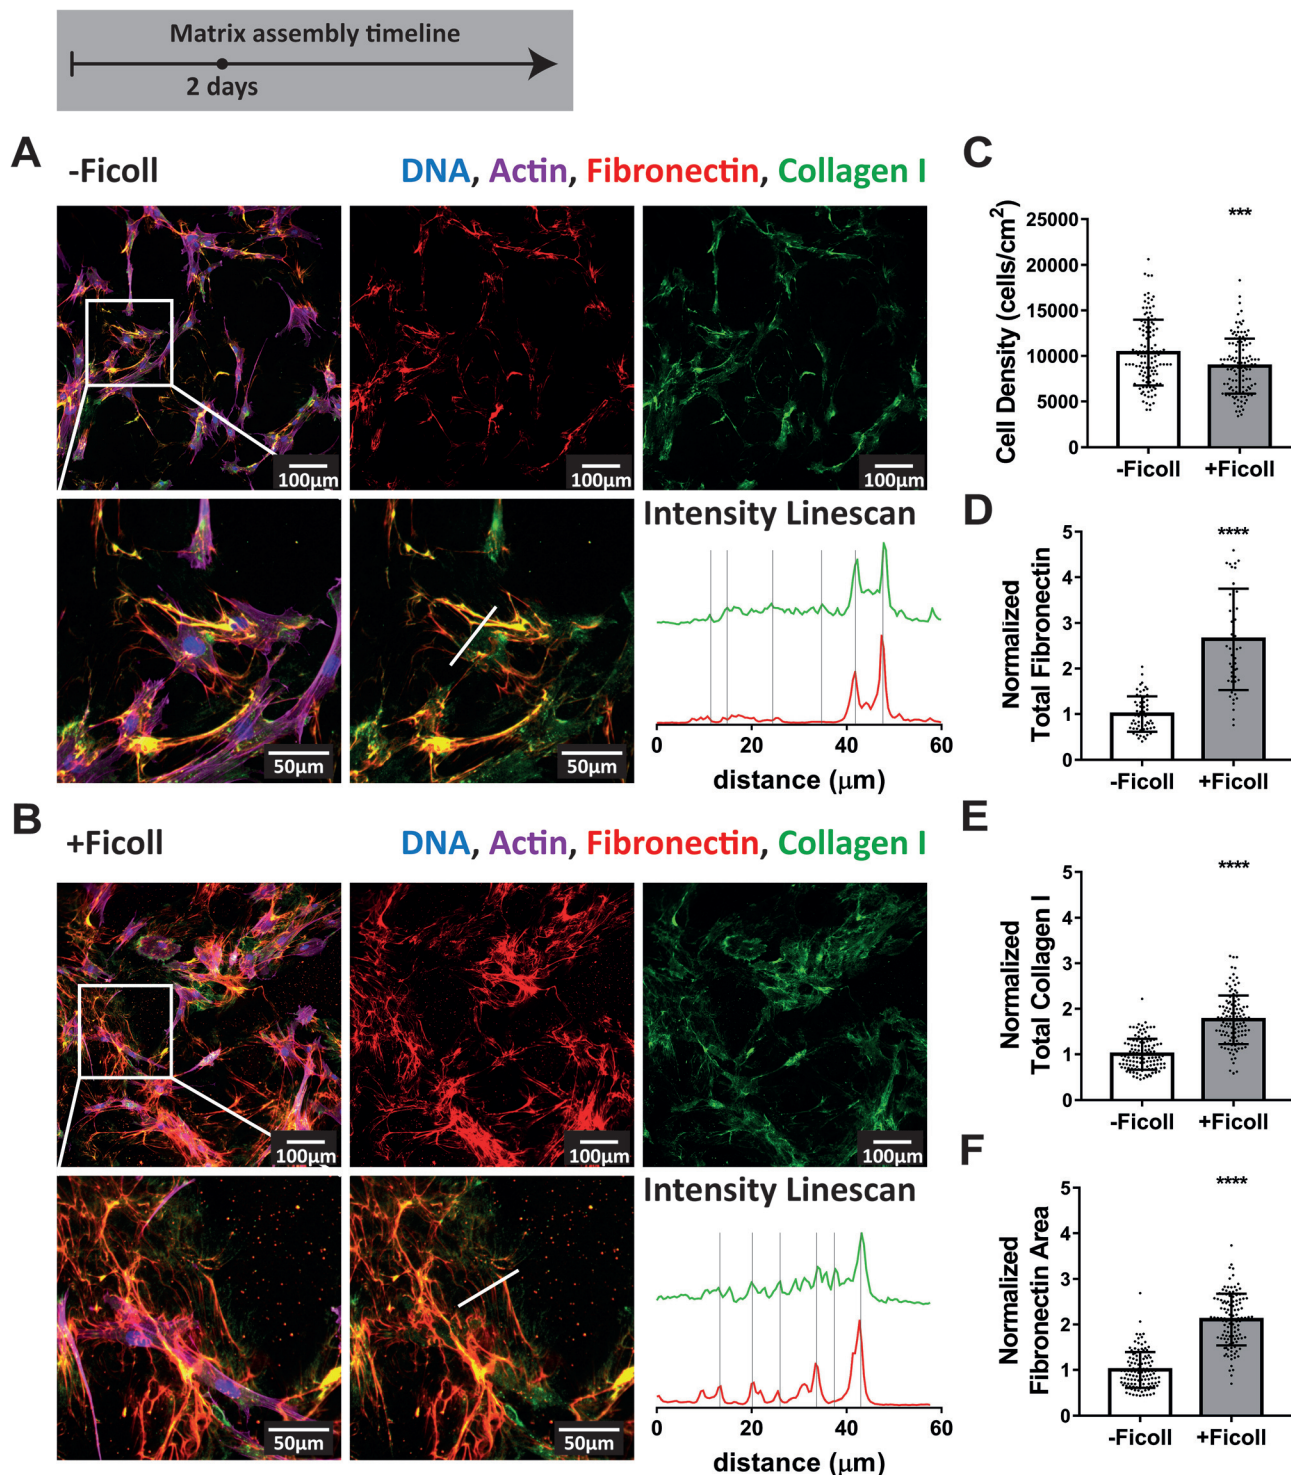 Matrix assembly timeline
2 days
A
-Ficoll
DNA, Actin, Fibronectin, Collagen I
100μm
100μm
100μm
50μm
50μm
Intensity Linescan
0 20 40 60
distance (μm)
B
+Ficoll
DNA, Actin, Fibronectin, Collagen I
100μm
100μm
100μm
50μm
50μm
Intensity Linescan
0 20 40 60
distance (μm)
C
Cell Density (cells/cm²)
25000
20000
15000
10000
5000
0
***
-Ficoll +Ficoll
D
Normalized
Total Fibronectin
5
4
3
2
1
0
****
-Ficoll +Ficoll
E
Normalized
Total Collagen I
5
4
3
2
1
0
****
-Ficoll +Ficoll
F
Normalized
Fibronectin Area
5
4
3
2
1
0
****
-Ficoll +Ficoll